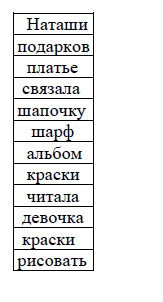 Наташи
подарков
платье
связала
шапочку
шарф
альбом
краски
читала
девочка
краски
рисовать